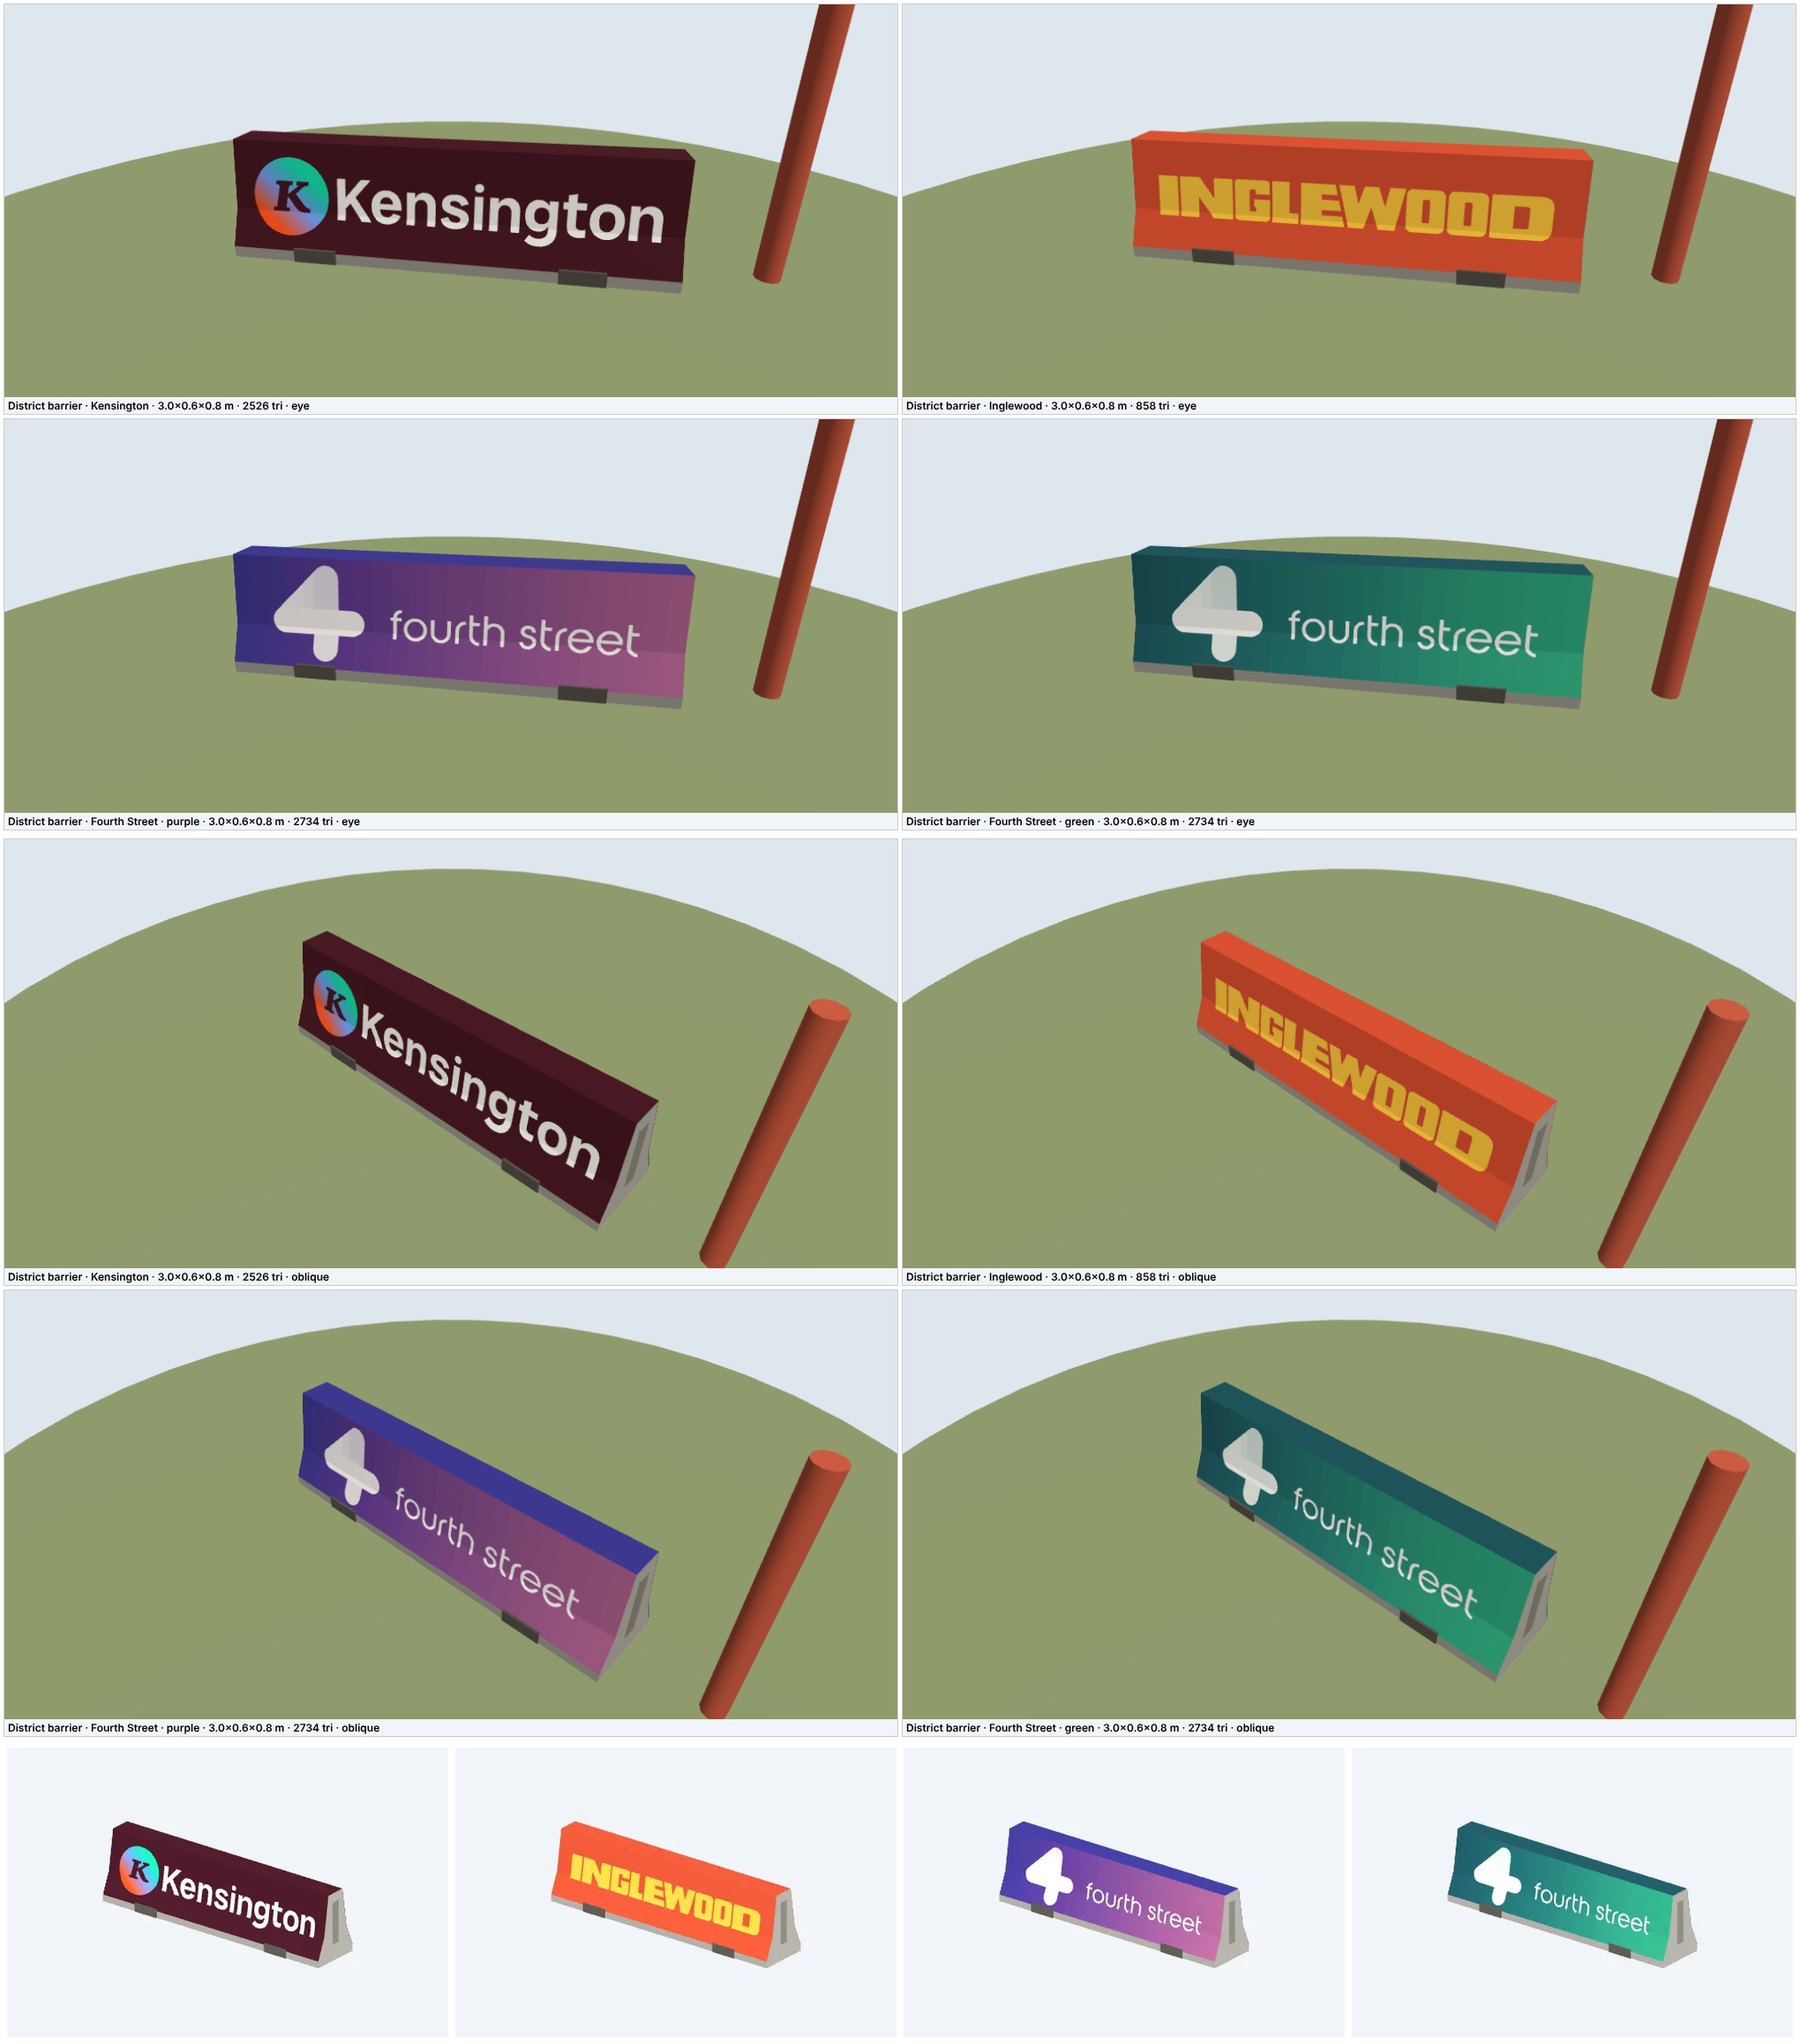 K Kensington
INGLEWOOD
District barrier · Kensington · 3.0×0.6×0.8 m · 2526 tri · eye
District barrier · Inglewood · 3.0×0.6×0.8 m · 858 tri · eye
4 fourth street
4 fourth street
District barrier · Fourth Street · purple · 3.0×0.6×0.8 m · 2734 tri · eye
District barrier · Fourth Street · green · 3.0×0.6×0.8 m · 2734 tri · eye
K Kensington
INGLEWOOD
District barrier · Kensington · 3.0×0.6×0.8 m · 2526 tri · oblique
District barrier · Inglewood · 3.0×0.6×0.8 m · 858 tri · oblique
4 fourth street
4 fourth street
District barrier · Fourth Street · purple · 3.0×0.6×0.8 m · 2734 tri · oblique
District barrier · Fourth Street · green · 3.0×0.6×0.8 m · 2734 tri · oblique
K Kensington
INGLEWOOD
4 fourth street
4 fourth street